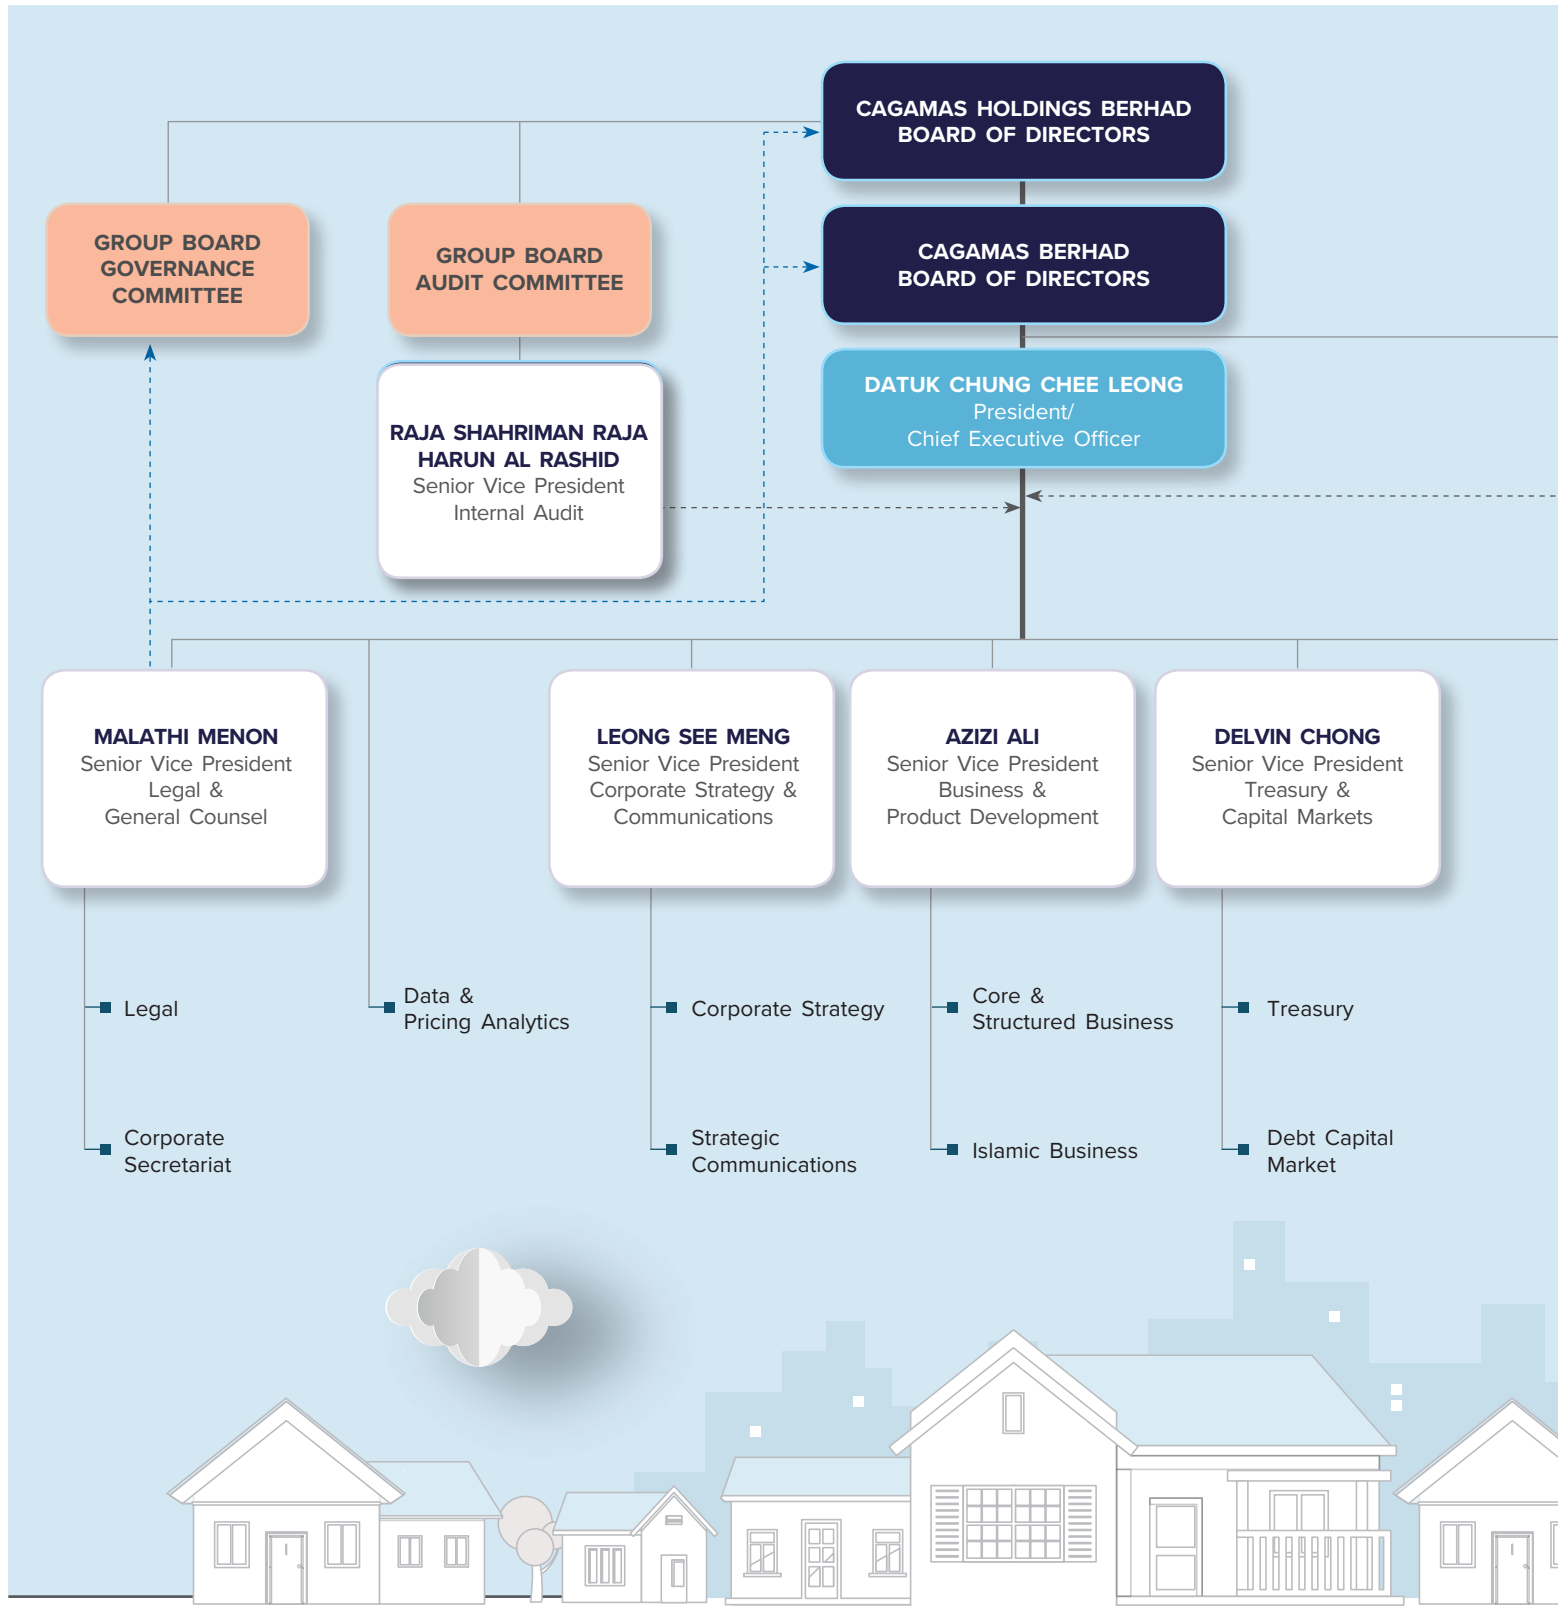 CAGAMAS HOLDINGS BERHAD
BOARD OF DIRECTORS
GROUP BOARD
GOVERNANCE
COMMITTEE
GROUP BOARD
AUDIT COMMITTEE
CAGAMAS BERHAD
BOARD OF DIRECTORS
DATUK CHUNG CHEE LEONG
President/
Chief Executive Officer
RAJA SHAHRIMAN RAJA
HARUN AL RASHID
Senior Vice President
Internal Audit
MALATHI MENON
Senior Vice President
Legal &
General Counsel
LEONG SEE MENG
Senior Vice President
Corporate Strategy &
Communications
AZIZI ALI
Senior Vice President
Business &
Product Development
DELVIN CHONG
Senior Vice President
Treasury &
Capital Markets
Legal
Corporate
Secretariat
Data &
Pricing Analytics
Corporate Strategy
Strategic
Communications
Core &
Structured Business
Islamic Business
Treasury
Debt Capital
Market